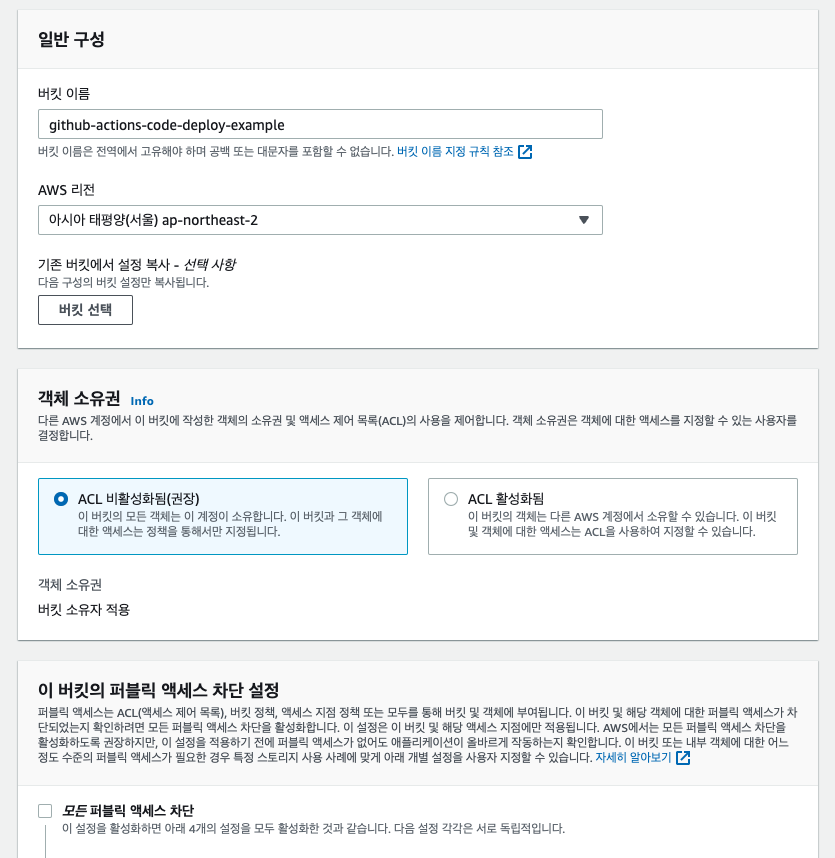 일반 구성
버킷 이름
github-actions-code-deploy-example
버킷 이름은 전역에서 고유해야 하며 공백 또는 대문자를 포함할 수 없습니다. 버킷 이름 지정 규칙 참조
AWS 리전
아시아 태평양(서울) ap-northeast-2
기존 버킷에서 설정 복사 - 선택 사항
다음 구성의 버킷 설정만 복사됩니다.
버킷 선택
객체 소유권 Info
다른 AWS 계정에서 이 버킷에 작성한 객체의 소유권 및 액세스 제어 목록(ACL)의 사용을 제어합니다. 객체 소유권은 객체에 대한 액세스를 지정할 수 있는 사용자를
결정합니다.
ACL 비활성화됨(권장)
이 버킷의 모든 객체는 이 계정이 소유합니다. 이 버킷과 그 객체에
대한 액세스는 정책을 통해서만 지정됩니다.
ACL 활성화됨
이 버킷의 객체는 다른 AWS 계정에서 소유할 수 있습니다. 이 버킷
및 객체에 대한 액세스는 ACL을 사용하여 지정할 수 있습니다.
객체 소유권
버킷 소유자 적용
이 버킷의 퍼블릭 액세스 차단 설정
퍼블릭 액세스는 ACL(액세스 제어 목록), 버킷 정책, 액세스 지점 정책 또는 모두를 통해 버킷 및 객체에 부여됩니다. 이 버킷 및 해당 객체에 대한 퍼블릭 액세스가 차
단되었는지 확인하려면 모든 퍼블릭 액세스 차단을 활성화합니다. 이 설정은 이 버킷 및 해당 액세스 지점에만 적용됩니다. AWS에서는 모든 퍼블릭 액세스 차단을
활성화하도록 권장하지만, 이 설정을 적용하기 전에 퍼블릭 액세스가 없어도 애플리케이션이 올바르게 작동하는지 확인합니다. 이 버킷 또는 내부 객체에 대한 어느
정도 수준의 퍼블릭 액세스가 필요한 경우 특정 스토리지 사용 사례에 맞게 아래 개별 설정을 사용자 지정할 수 있습니다. 자세히 알아보기
모든 퍼블릭 액세스 차단
이 설정을 활성화하면 아래 4개의 설정을 모두 활성화한 것과 같습니다. 다음 설정 각각은 서로 독립적입니다.